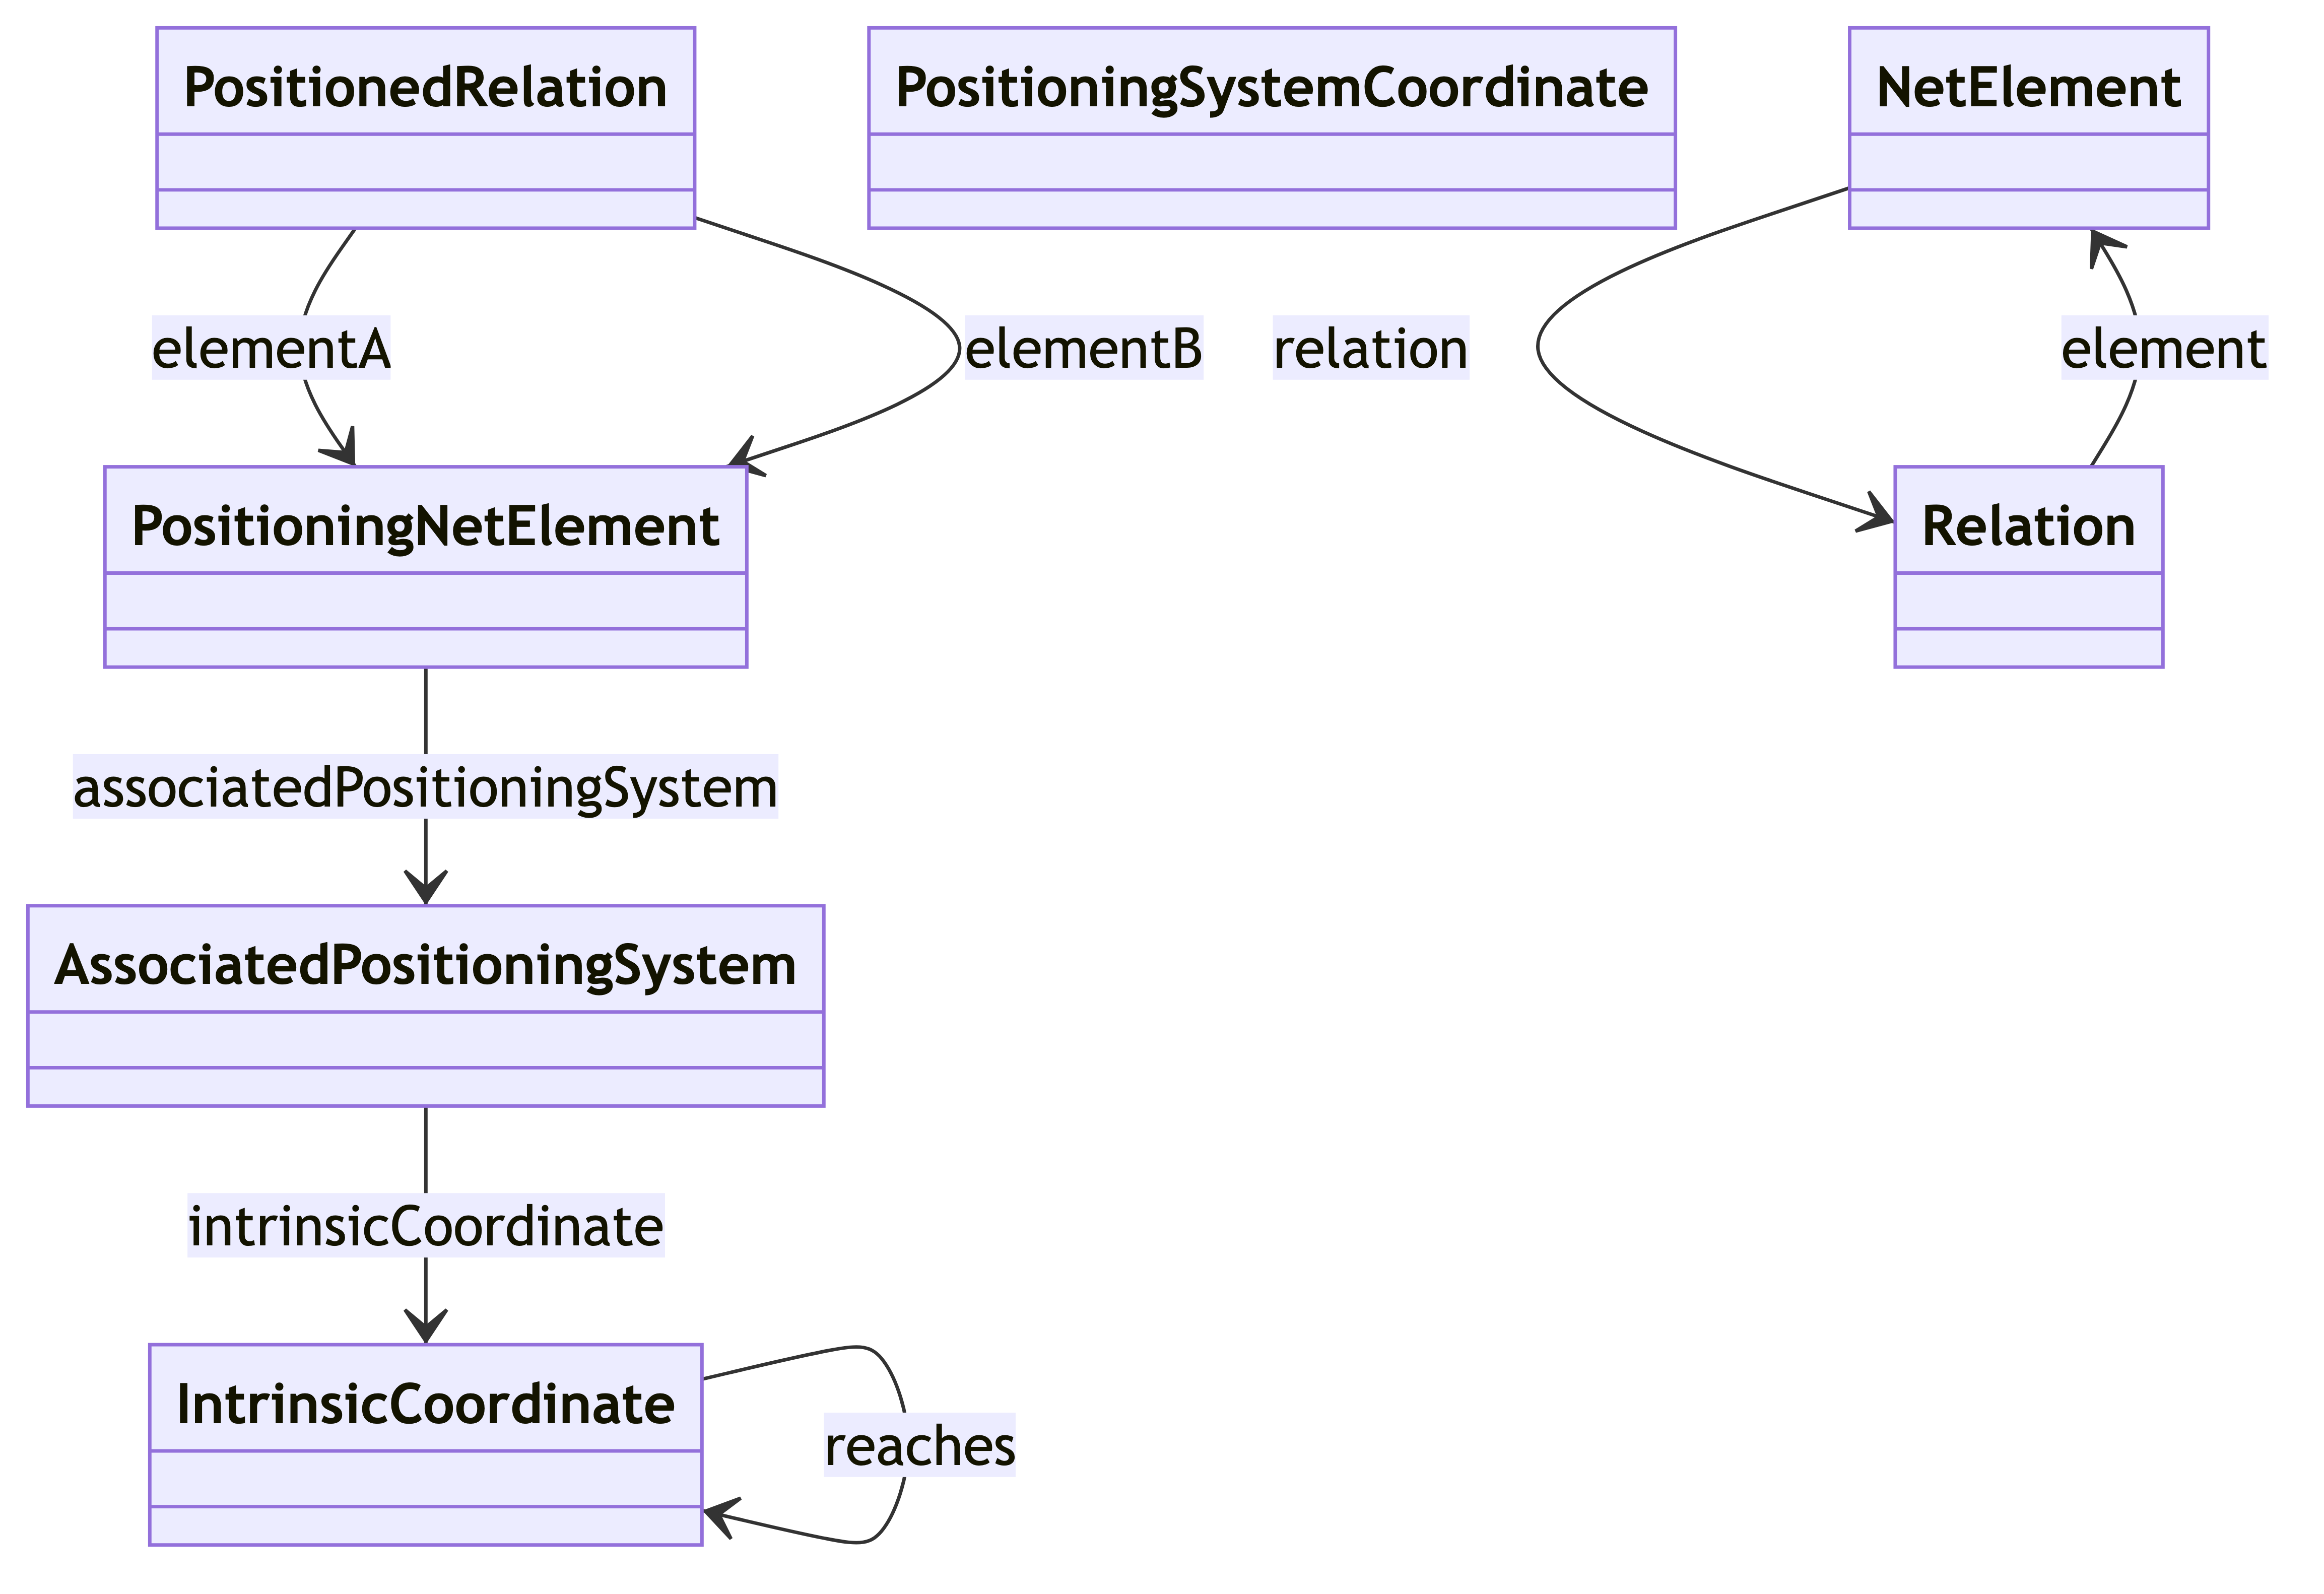 PositionedRelation
PositioningSystemCoordinate
NetElement
elementA
elementB
relation
element
PositioningNetElement
Relation
associatedPositioningSystem
AssociatedPositioningSystem
intrinsicCoordinate
IntrinsicCoordinate
reaches